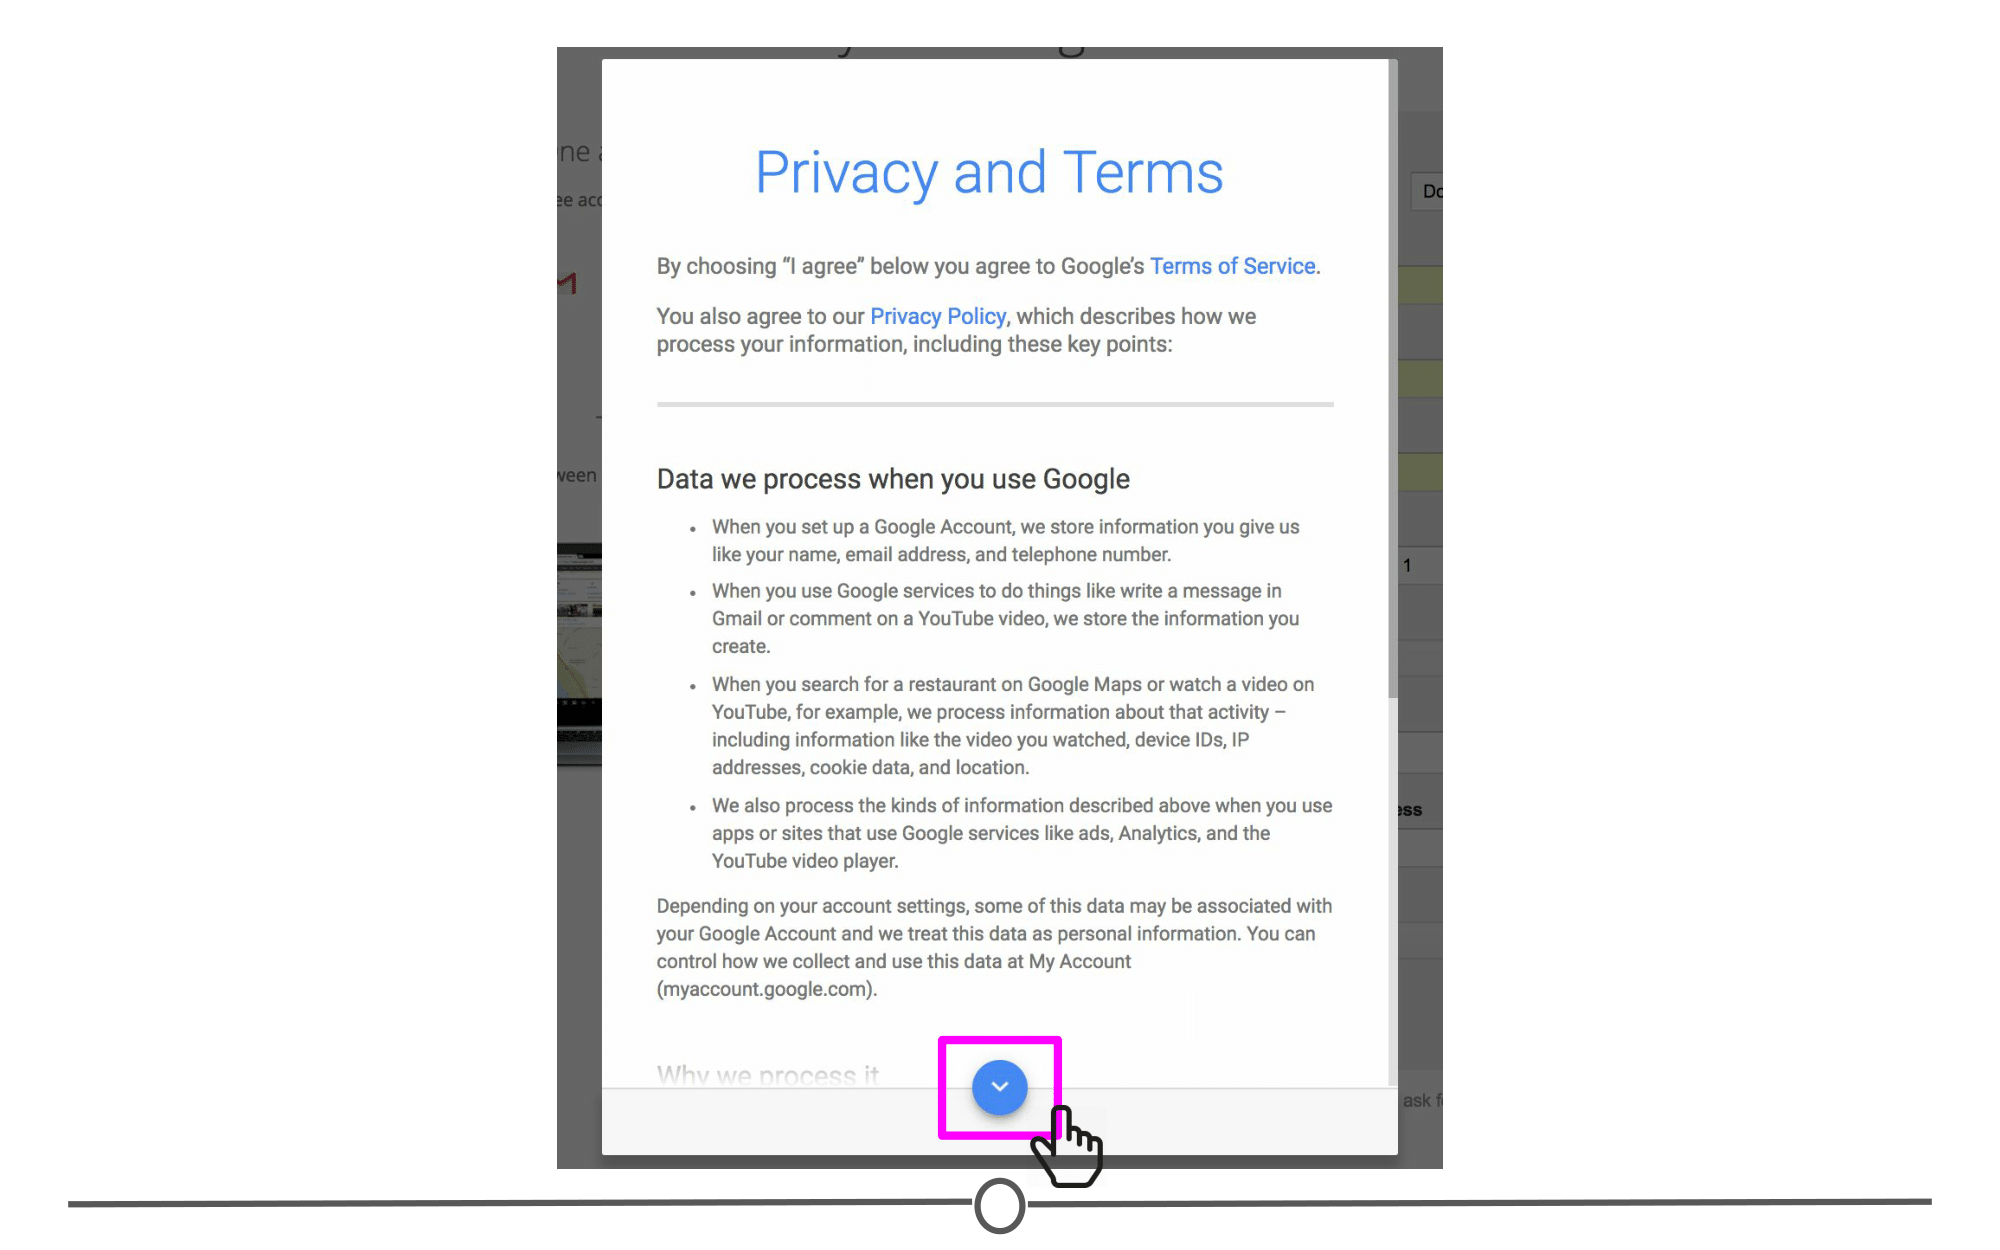 ne
ee acc
Do
Privacy and Terms
By choosing “I agree” below you agree to Google’s Terms of Service.
You also agree to our Privacy Policy, which describes how we
process your information, including these key points:
ween
Data we process when you use Google
• When you set up a Google Account, we store information you give us
like your name, email address, and telephone number.
1
• When you use Google services to do things like write a message in
Gmail or comment on a YouTube video, we store the information you
create.
• When you search for a restaurant on Google Maps or watch a video on
YouTube, for example, we process information about that activity –
including information like the video you watched, device IDs, IP
addresses, cookie data, and location.
• We also process the kinds of information described above when you use
apps or sites that use Google services like ads, Analytics, and the
YouTube video player.
ess
Depending on your account settings, some of this data may be associated with
your Google Account and we treat this data as personal information. You can
control how we collect and use this data at My Account
(myaccount.google.com).
Why we process it
ask f